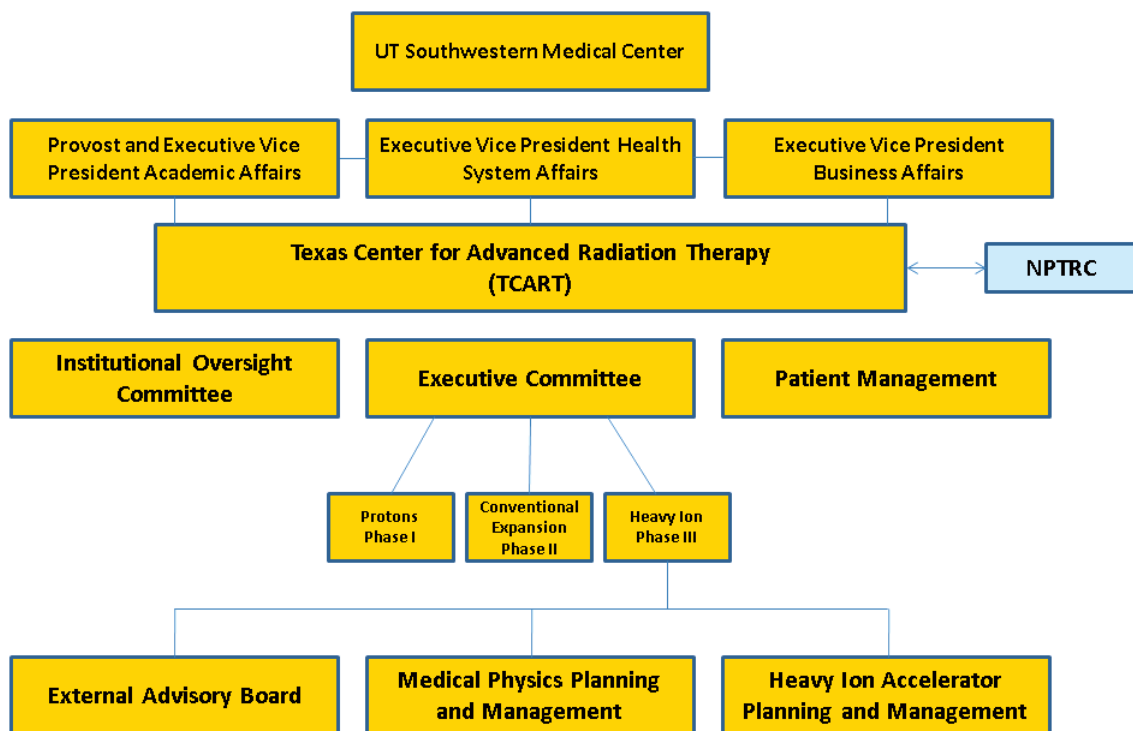 UT Southwestern Medical Center
Provost and Executive Vice
President Academic Affairs
Executive Vice President Health
System Affairs
Executive Vice President
Business Affairs
Texas Center for Advanced Radiation Therapy
(TCART)
NPTRC
Institutional Oversight
Committee
Executive Committee
Patient Management
Protons
Phase I
Conventional
Expansion
Phase II
Heavy Ion
Phase III
External Advisory Board
Medical Physics Planning
and Management
Heavy Ion Accelerator
Planning and Management